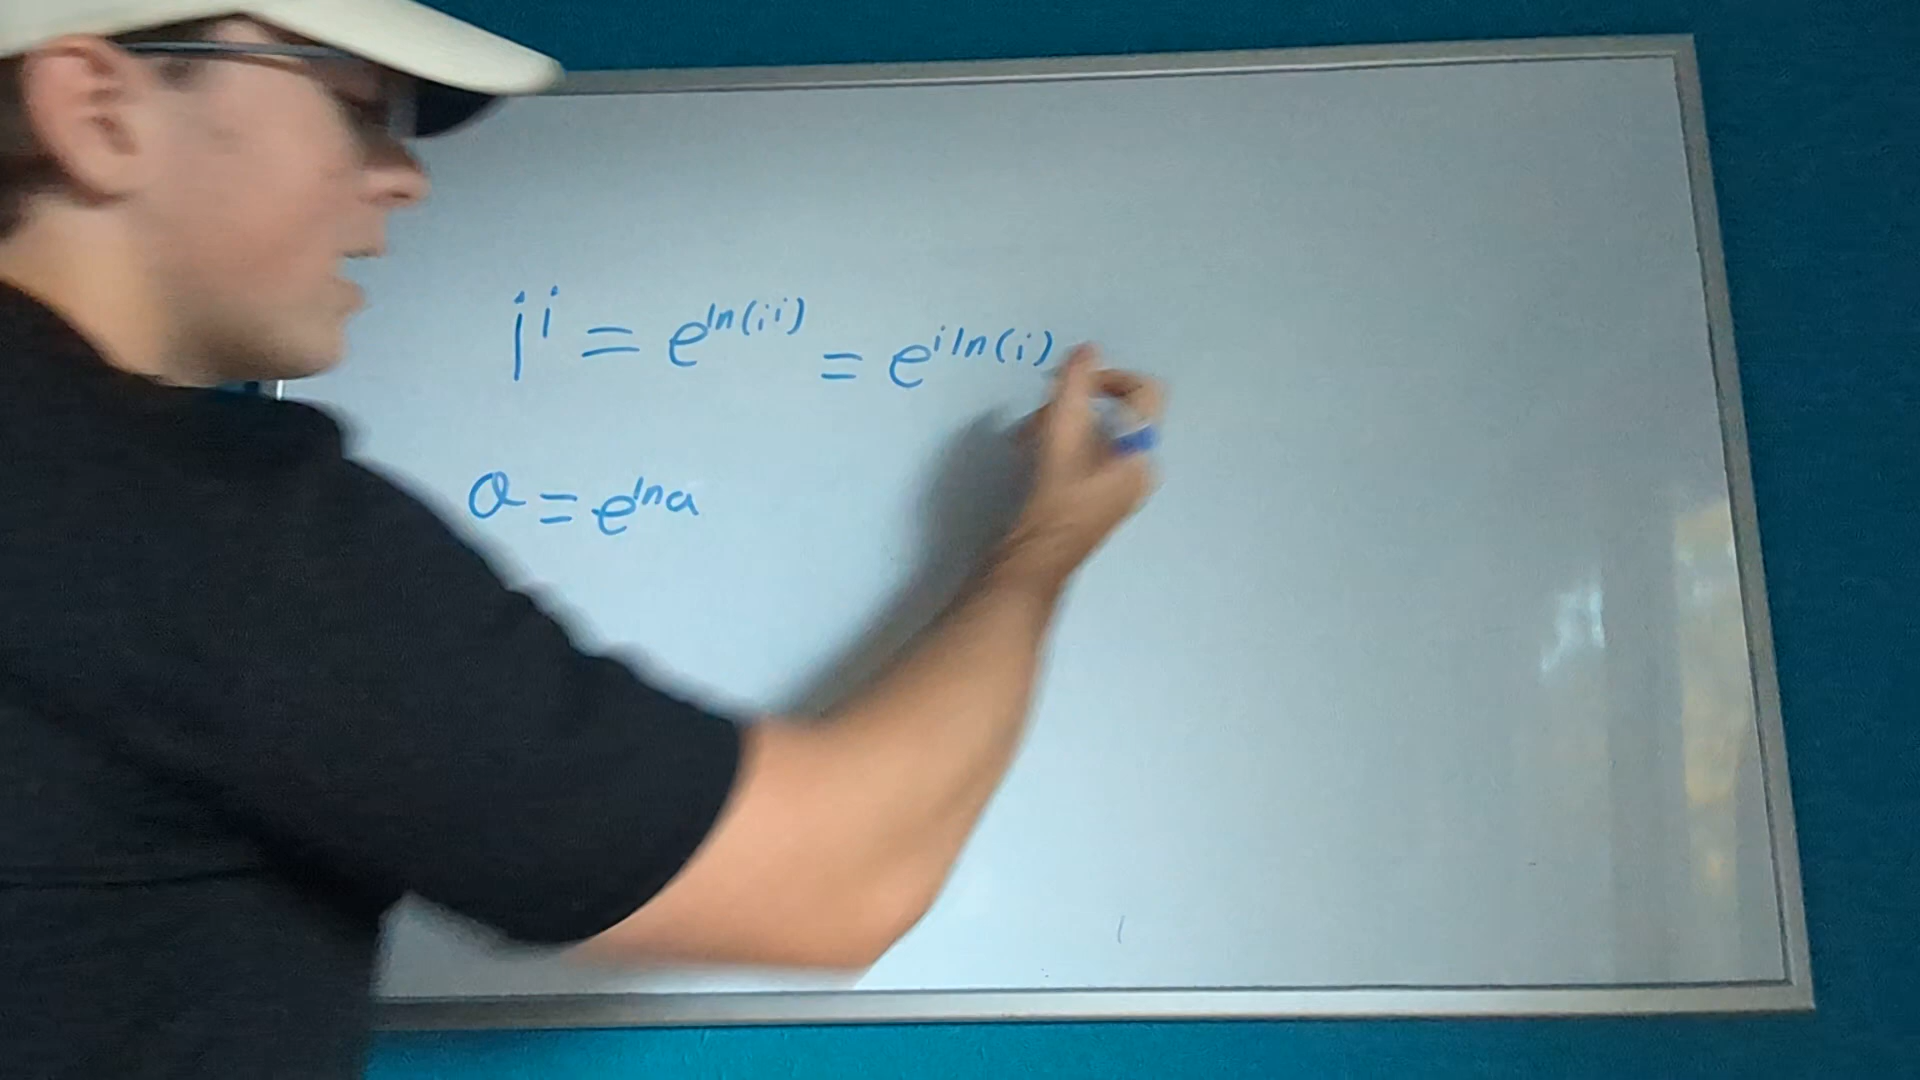 i^i = e^ln(i^i) = e^i ln(i)
a = e^ln a